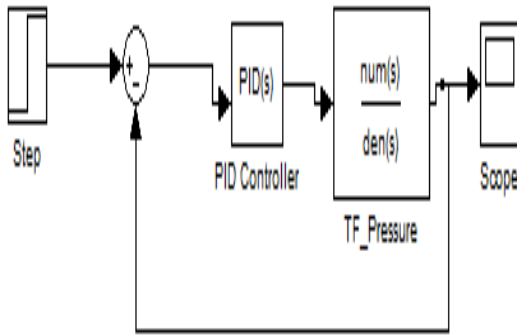 +
−
PID(s)
num(s)
den(s)
Step
PID Controller
TF_Pressure
Scope